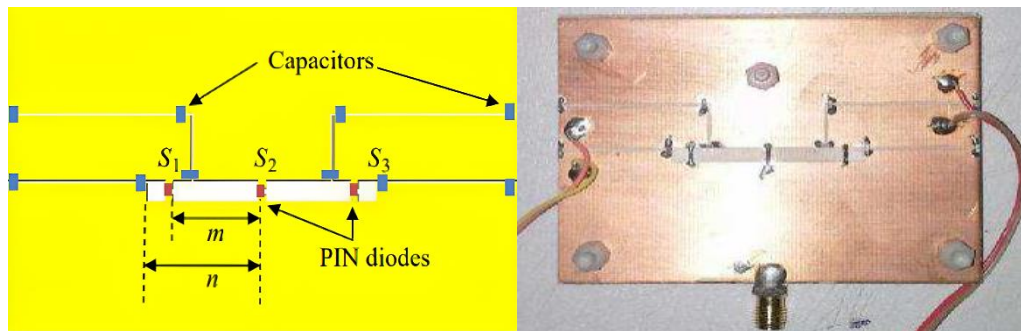 Capacitors
S1 S2 S3
m
PIN diodes
n